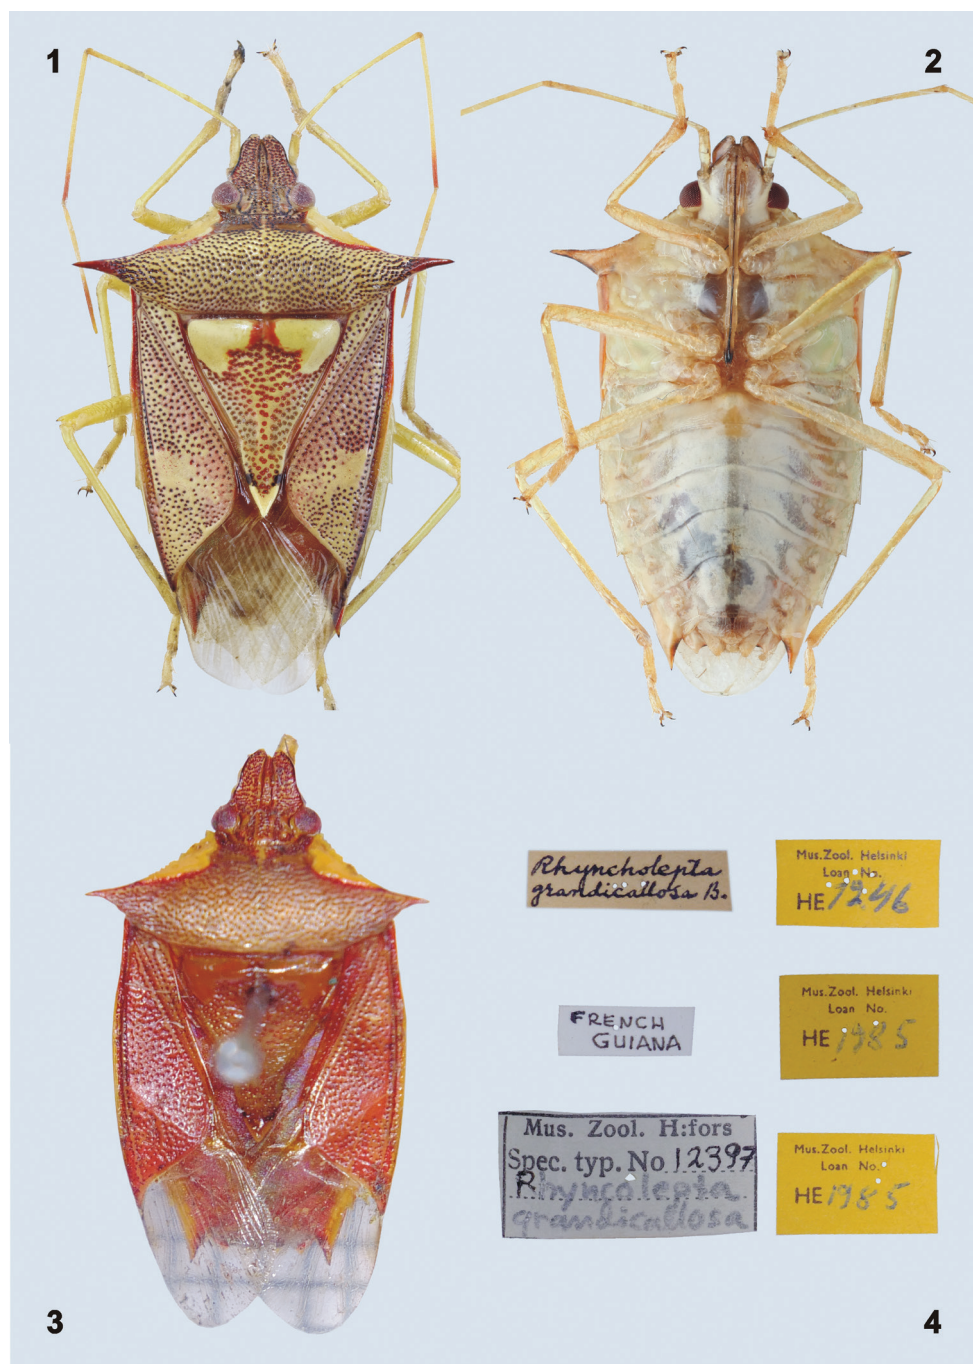 1
2
Rhyncholepta
grandicallosa B.
Mus.Zool. Helsinki
Loan No.
HE 1246
FRENCH
GUIANA
Mus.Zool. Helsinki
Loan No.
HE 1985
Mus. Zool. H:fors
Spec. typ. No 12397
Rhyncolepta
grandicallosa
Mus.Zool. Helsinki
Loan No.
HE 1985
3
4